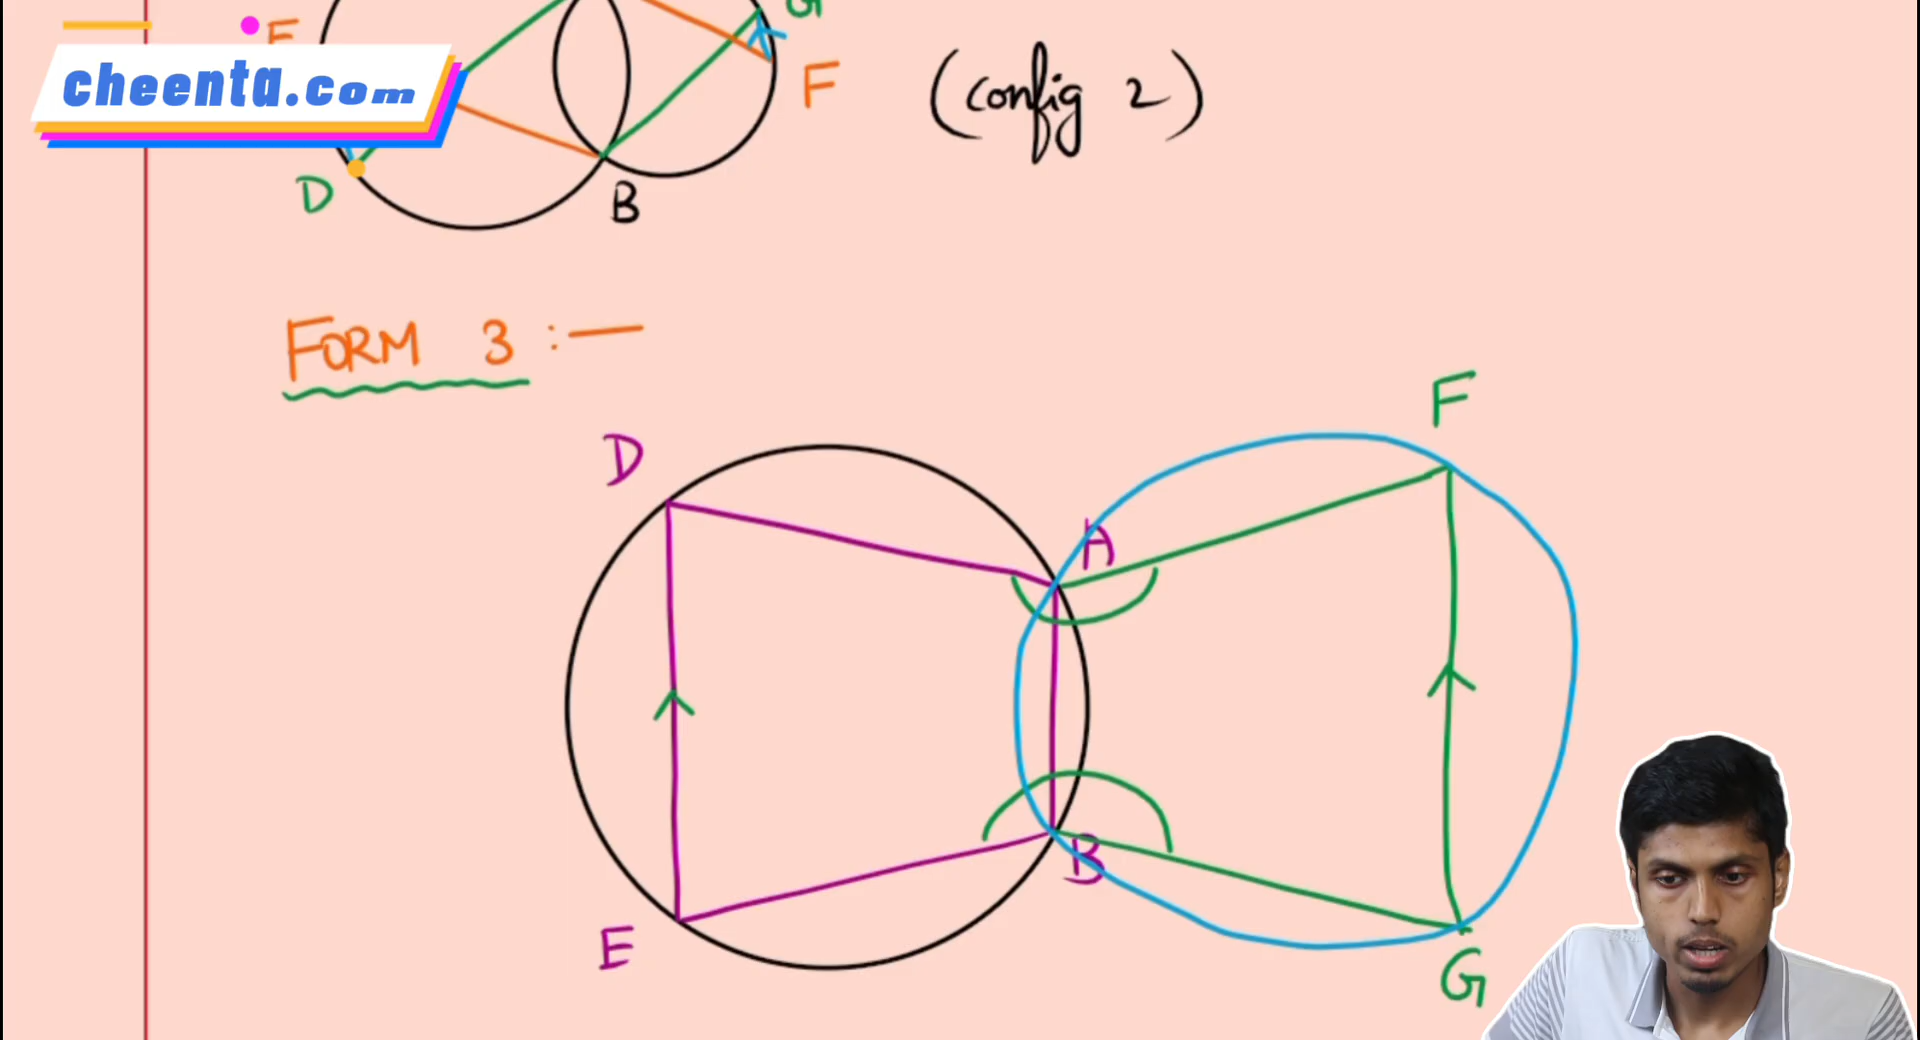 G
E
cheenta.com
F
(config 2)
D
B
FORM 3 : —
F
D
A
B
E
G